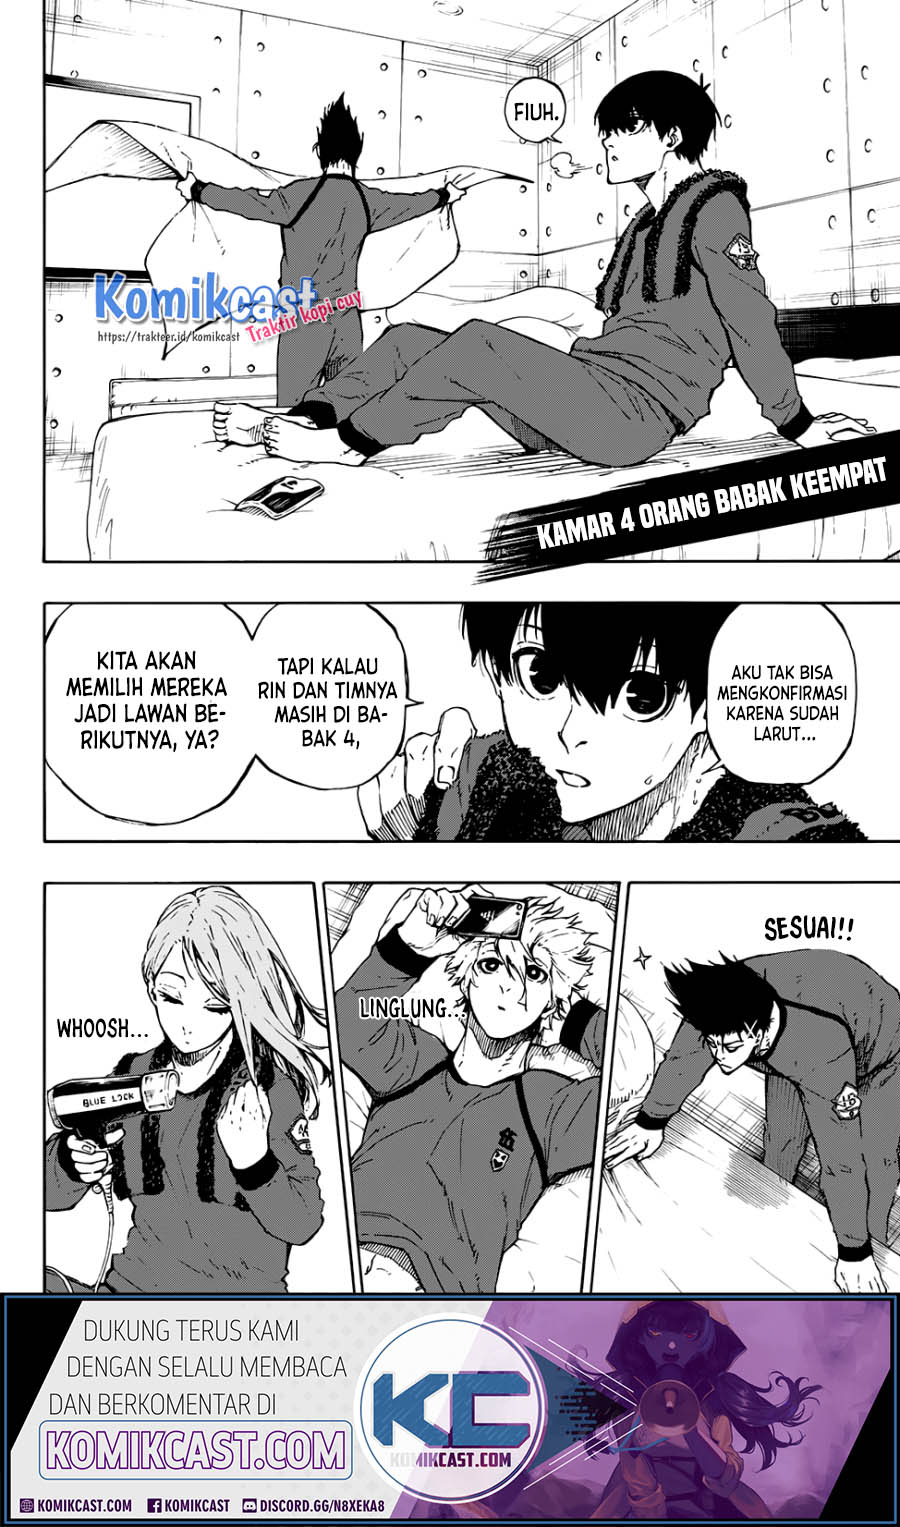 FIUH.
Komikcast
Traktir kopi cuy
https://trakteer.id/komikcast
KAMAR 4 ORANG BABAK KEEMPAT
AKU TAK BISA
MENGKONFIRMASI
KARENA SUDAH
LARUT...
TAPI KALAU
RIN DAN TIMNYA
MASIH DI BA-
BAK 4,
KITA AKAN
MEMILIH MEREKA
JADI LAWAN BE-
RIKUTNYA, YA?
SESUAI!!
LINGLUNG...
伍
WHOOSH...
BLUE LOCK
DUKUNG TERUS KAMI
DENGAN SELALU MEMBACA
DAN BERKOMENTAR DI
KOMIKCAST.COM
KC
KOMIKCAST.COM
KOMIKCAST.COM
KOMIKCAST
DISCORD.GG/N8XEKA8